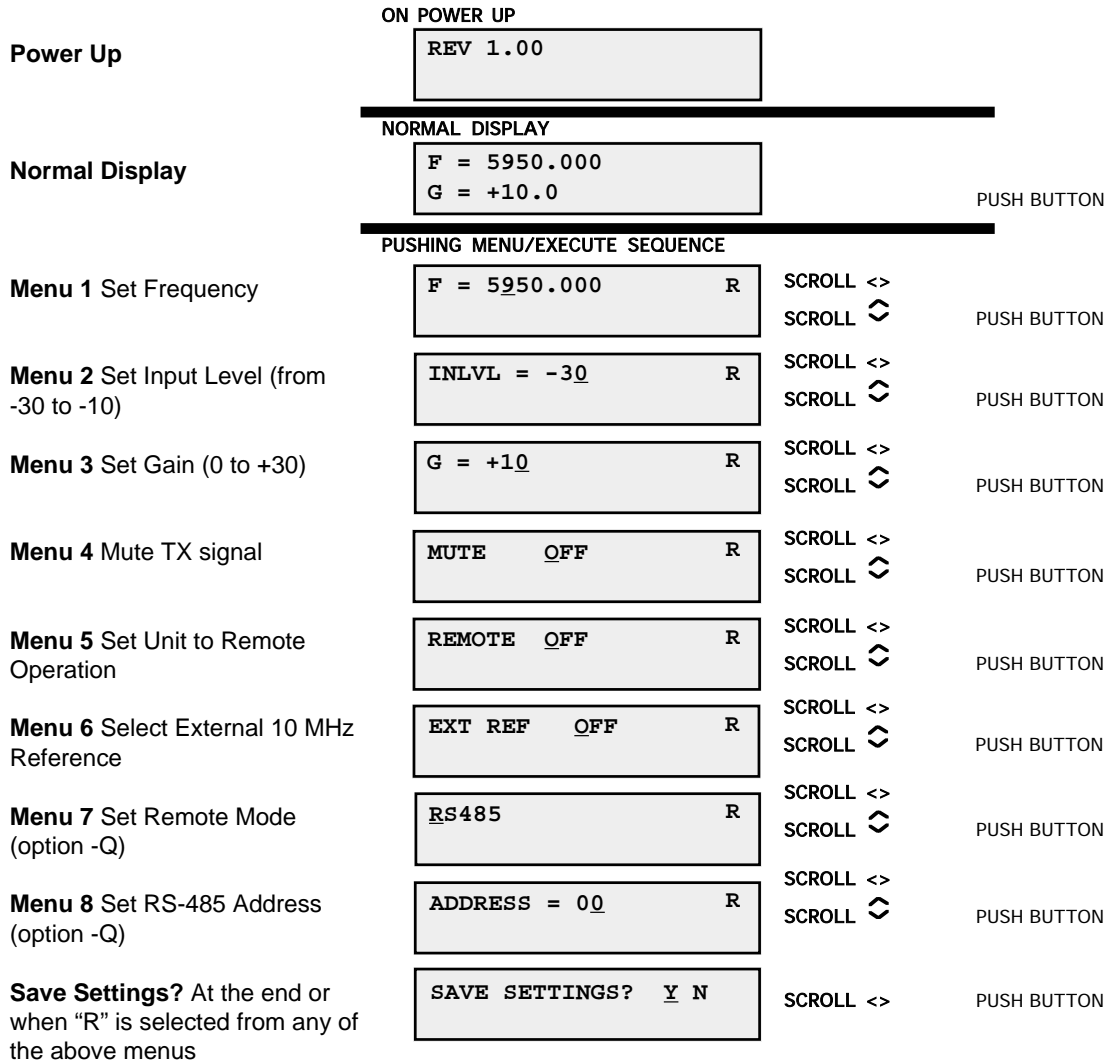 ON POWER UP
Power Up
REV 1.00
NORMAL DISPLAY
Normal Display
F = 5950.000
G = +10.0
PUSH BUTTON
PUSHING MENU/EXECUTE SEQUENCE
Menu 1 Set Frequency
F = 5950.000 R
SCROLL <>
SCROLL
PUSH BUTTON
Menu 2 Set Input Level (from
-30 to -10)
INLVL = -30 R
SCROLL <>
SCROLL
PUSH BUTTON
Menu 3 Set Gain (0 to +30)
G = +10 R
SCROLL <>
SCROLL
PUSH BUTTON
Menu 4 Mute TX signal
MUTE OFF R
SCROLL <>
SCROLL
PUSH BUTTON
Menu 5 Set Unit to Remote
Operation
REMOTE OFF R
SCROLL <>
SCROLL
PUSH BUTTON
Menu 6 Select External 10 MHz
Reference
EXT REF OFF R
SCROLL <>
SCROLL
PUSH BUTTON
Menu 7 Set Remote Mode
(option -Q)
RS485 R
SCROLL <>
SCROLL
PUSH BUTTON
Menu 8 Set RS-485 Address
(option -Q)
ADDRESS = 00 R
SCROLL <>
SCROLL
PUSH BUTTON
Save Settings? At the end or
when “R” is selected from any of
the above menus
SAVE SETTINGS? Y N
SCROLL <>
PUSH BUTTON